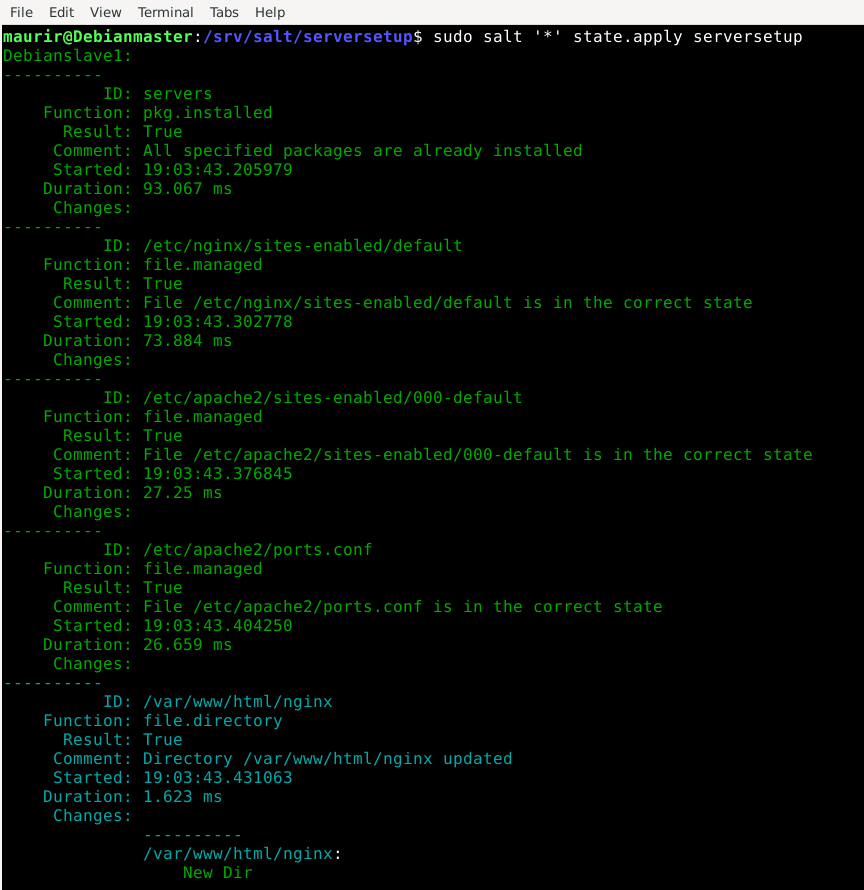 File Edit View Terminal Tabs Help
maurir@Debianmaster:/srv/salt/serversetup$ sudo salt '*' state.apply serversetup
Debianslave1:
----------
          ID: servers
    Function: pkg.installed
      Result: True
     Comment: All specified packages are already installed
     Started: 19:03:43.205979
    Duration: 93.067 ms
     Changes:
----------
          ID: /etc/nginx/sites-enabled/default
    Function: file.managed
      Result: True
     Comment: File /etc/nginx/sites-enabled/default is in the correct state
     Started: 19:03:43.302778
    Duration: 73.884 ms
     Changes:
----------
          ID: /etc/apache2/sites-enabled/000-default
    Function: file.managed
      Result: True
     Comment: File /etc/apache2/sites-enabled/000-default is in the correct state
     Started: 19:03:43.376845
    Duration: 27.25 ms
     Changes:
----------
          ID: /etc/apache2/ports.conf
    Function: file.managed
      Result: True
     Comment: File /etc/apache2/ports.conf is in the correct state
     Started: 19:03:43.404250
    Duration: 26.659 ms
     Changes:
----------
          ID: /var/www/html/nginx
    Function: file.directory
      Result: True
     Comment: Directory /var/www/html/nginx updated
     Started: 19:03:43.431063
    Duration: 1.623 ms
     Changes:
              ----------
              /var/www/html/nginx:
                  New Dir